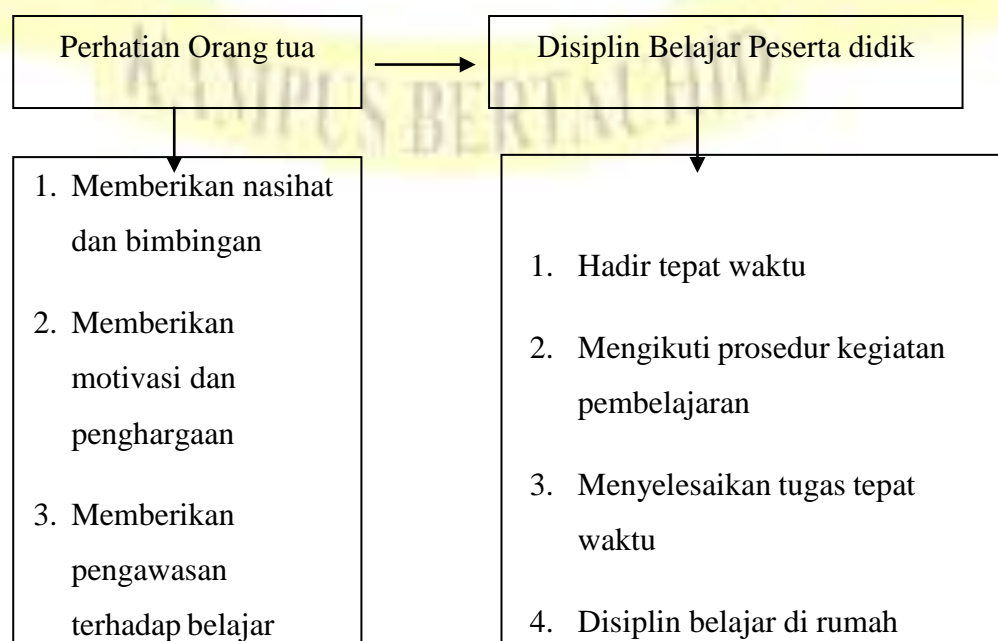 Perhatian Orang tua
Disiplin Belajar Peserta didik
KAMPUS BERTAUHID
1. Memberikan nasihat
dan bimbingan
2. Memberikan
motivasi dan
penghargaan
3. Memberikan
pengawasan
terhadap belajar
1. Hadir tepat waktu
2. Mengikuti prosedur kegiatan
pembelajaran
3. Menyelesaikan tugas tepat
waktu
4. Disiplin belajar di rumah